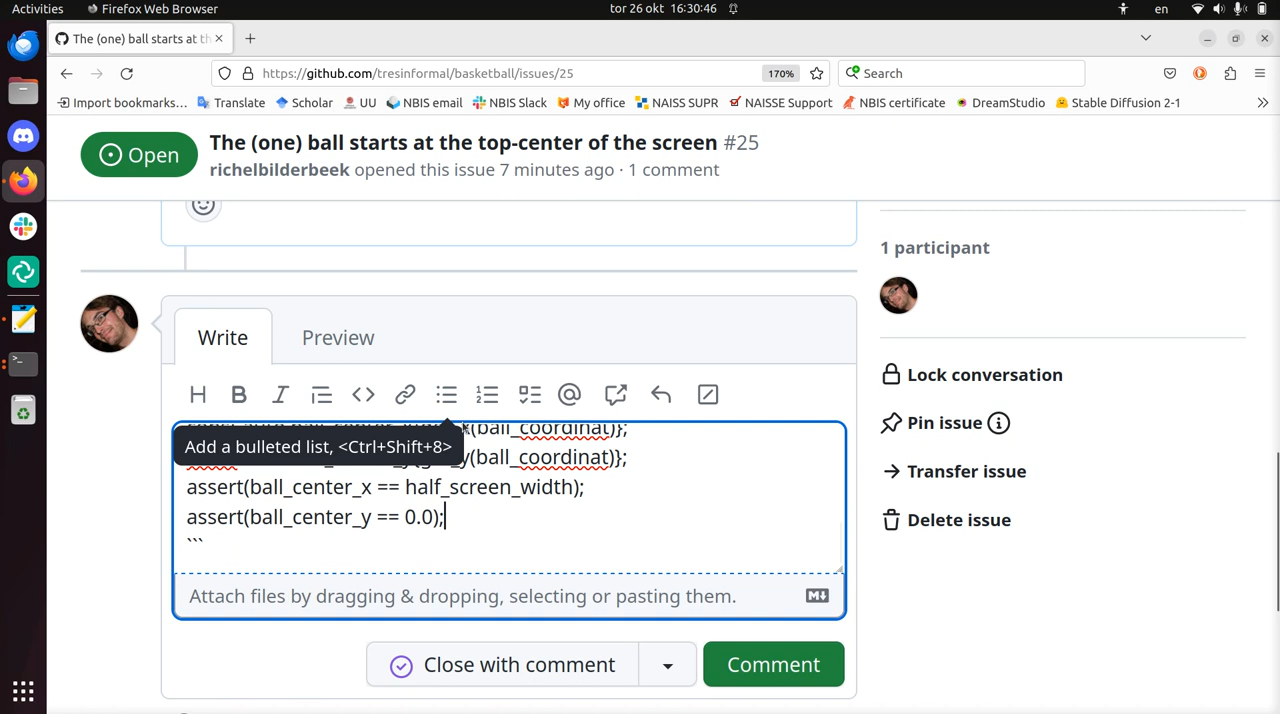 Activities
Firefox Web Browser
tor 26 okt 16:30:46
en
The (one) ball starts at th
https://github.com/tresinformal/basketball/issues/25
170%
Search
Import bookmarks...
Translate
Scholar
UU
NBIS email
NBIS Slack
My office
NAISS SUPR
NAISSE Support
NBIS certificate
DreamStudio
Stable Diffusion 2-1
Open
The (one) ball starts at the top-center of the screen #25
richelbilderbeek opened this issue 7 minutes ago · 1 comment
1 participant
Write
Preview
(ball_coordinat)};
Add a bulleted list, <Ctrl+Shift+8>
y(ball_coordinat)};
assert(ball_center_x == half_screen_width);
assert(ball_center_y == 0.0);
```
Attach files by dragging & dropping, selecting or pasting them.
Close with comment
Comment
Lock conversation
Pin issue
Transfer issue
Delete issue